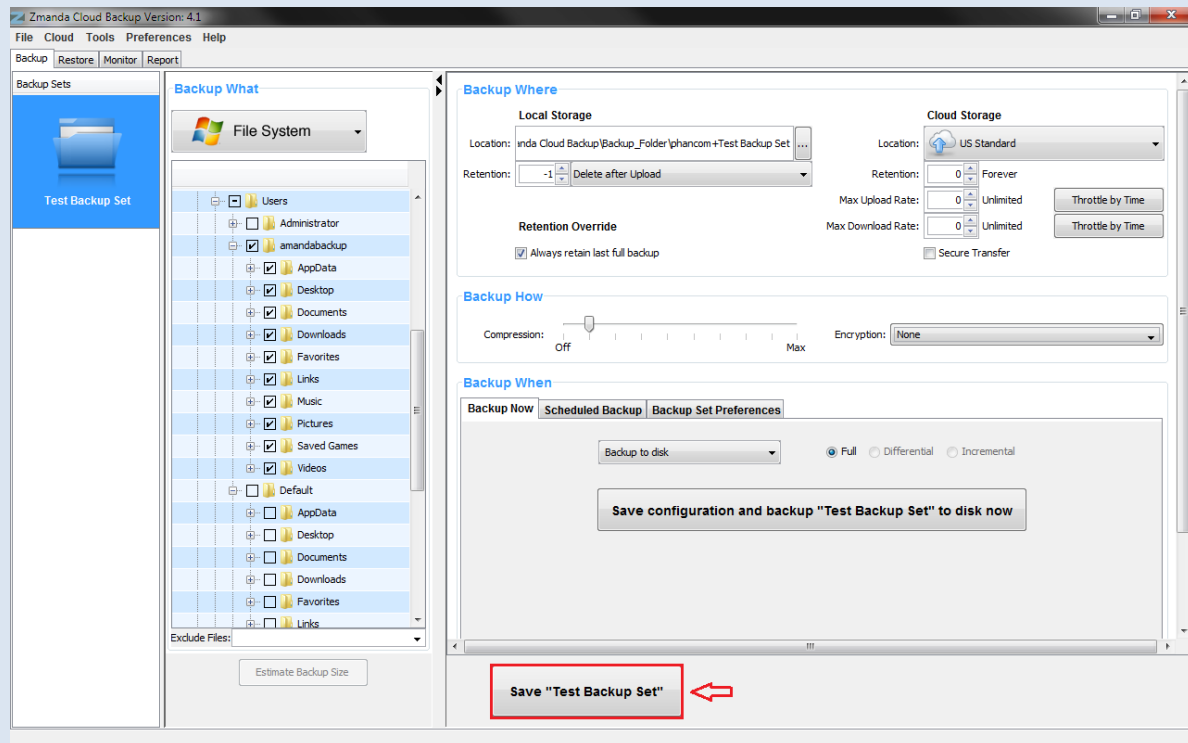 Zmanda Cloud Backup Version: 4.1
File Cloud Tools Preferences Help
Backup Restore Monitor Report
Backup Sets
Test Backup Set
Backup What
File System
Users
Administrator
amandabackup
AppData
Desktop
Documents
Downloads
Favorites
Links
Music
Pictures
Saved Games
Videos
Default
AppData
Desktop
Documents
Downloads
Favorites
Links
Exclude Files:
Estimate Backup Size
Backup Where
Local Storage
Location: nda Cloud Backup\Backup_Folder\phancom+Test Backup Set ...
Retention: -1 Delete after Upload
Retention Override
Always retain last full backup
Cloud Storage
Location: US Standard
Retention: 0 Forever
Max Upload Rate: 0 Unlimited Throttle by Time
Max Download Rate: 0 Unlimited Throttle by Time
Secure Transfer
Backup How
Compression: Off Max
Encryption: None
Backup When
Backup Now Scheduled Backup Backup Set Preferences
Backup to disk Full Differential Incremental
Save configuration and backup "Test Backup Set" to disk now
Save "Test Backup Set"